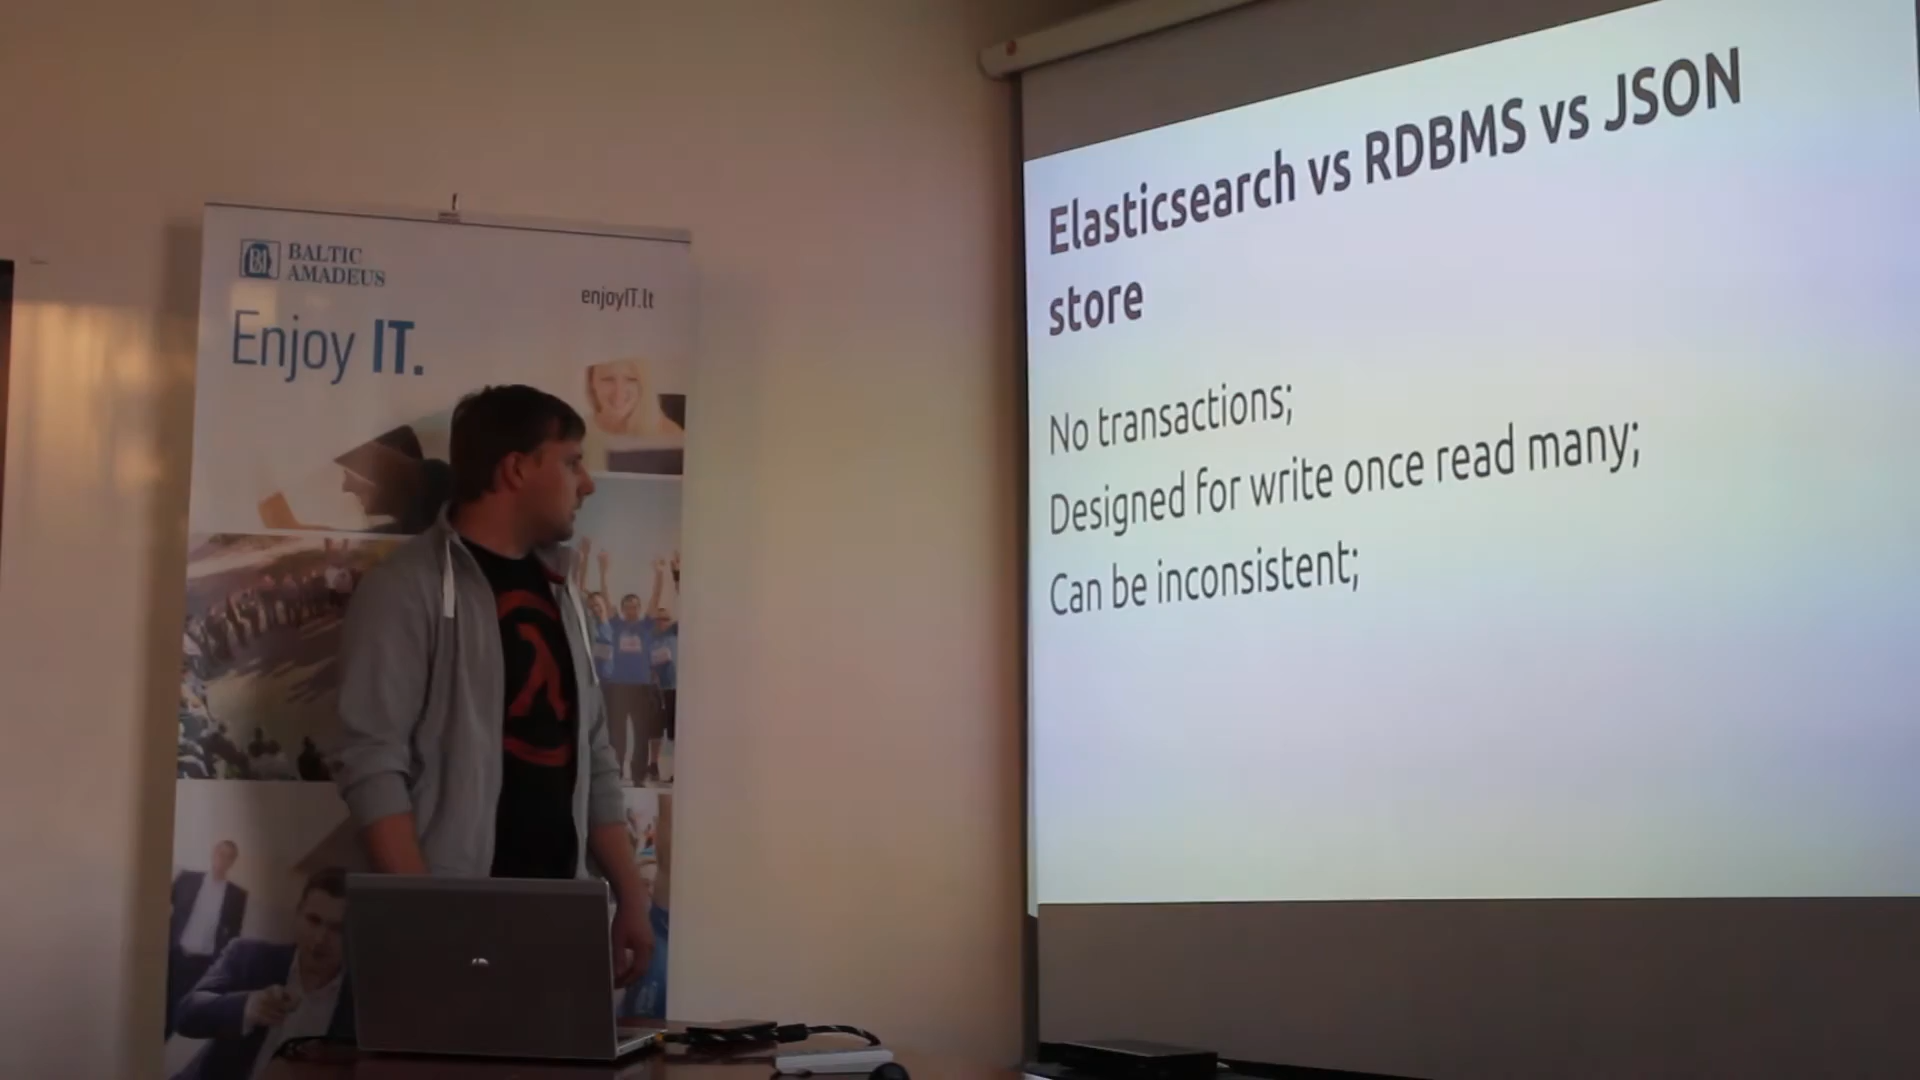 BALTIC
AMADEUS
enjoyIT.lt
Enjoy IT.
λ
hp
Elasticsearch vs RDBMS vs JSON
store
No transactions;
Designed for write once read many;
Can be inconsistent;